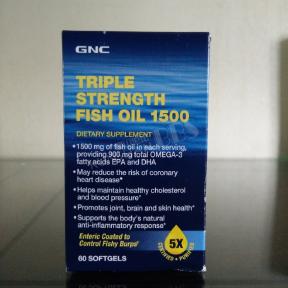 GNC
TRIPLE
STRENGTH
FISH OIL 1500
DIETARY SUPPLEMENT
• 1500 mg of fish oil in each serving,
providing 900 mg total OMEGA-3
fatty acids EPA and DHA
• May reduce the risk of coronary
heart disease*
• Helps maintain healthy cholesterol
and blood pressure†
• Promotes joint, brain and skin health†
• Supports the body's natural
anti-inflammatory response†
Enteric Coated to
Control Fishy Burps†
5X
CERTIFIED • PURIFIED
60 SOFTGELS